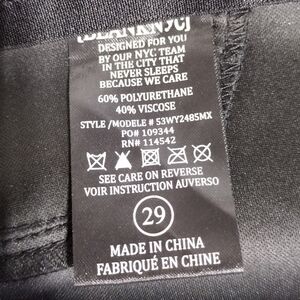 [BLANKNYC]
DESIGNED FOR YOU
BY OUR NYC TEAM
IN THE CITY THAT
NEVER SLEEPS
BECAUSE WE CARE
60% POLYURETHANE
40% VISCOSE
STYLE /MODELE # 53WY2485MX
PO# 109344
RN# 114542
SEE CARE ON REVERSE
VOIR INSTRUCTION AUVERSO
29
MADE IN CHINA
FABRIQUÉ EN CHINE